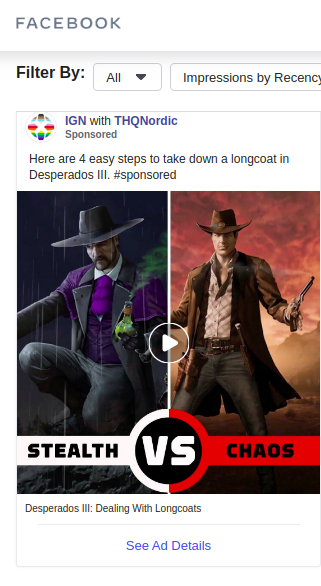 FACEBOOK
Filter By:
All
Impressions by Recency
IGN with THQNordic
Sponsored
Here are 4 easy steps to take down a longcoat in
Desperados III. #sponsored
STEALTH VS CHAOS
Desperados III: Dealing With Longcoats
See Ad Details